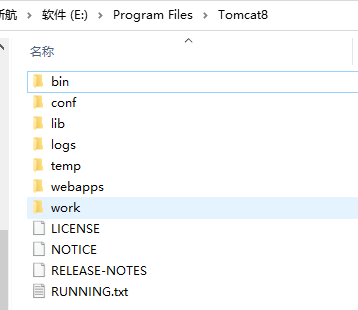 航 › 软件 (E:) › Program Files › Tomcat8
名称
bin
conf
lib
logs
temp
webapps
work
LICENSE
NOTICE
RELEASE-NOTES
RUNNING.txt